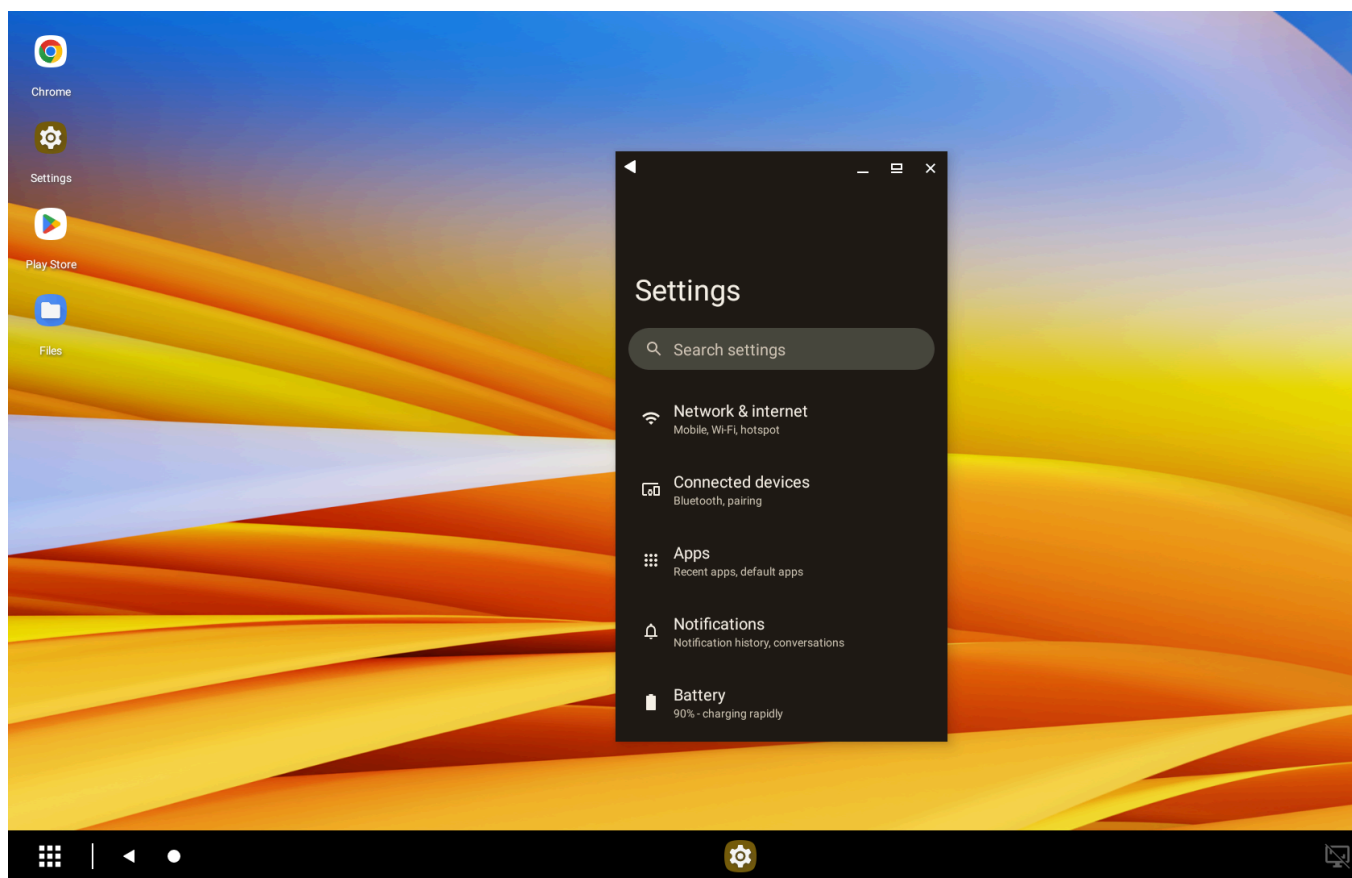 Chrome
Settings
Play Store
Files
Settings
Search settings
Network & internet
Mobile, Wi-Fi, hotspot
Connected devices
Bluetooth, pairing
Apps
Recent apps, default apps
Notifications
Notification history, conversations
Battery
90% - charging rapidly